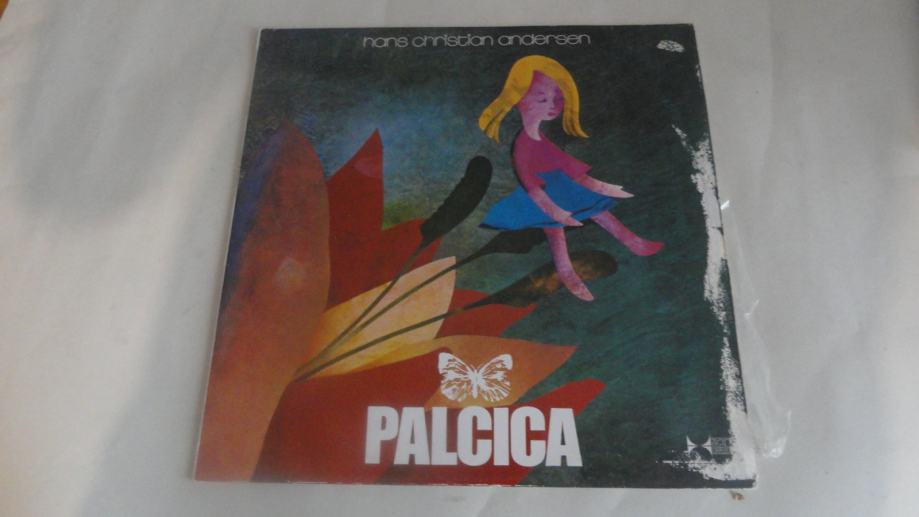 hans christian andersen
PALCICA